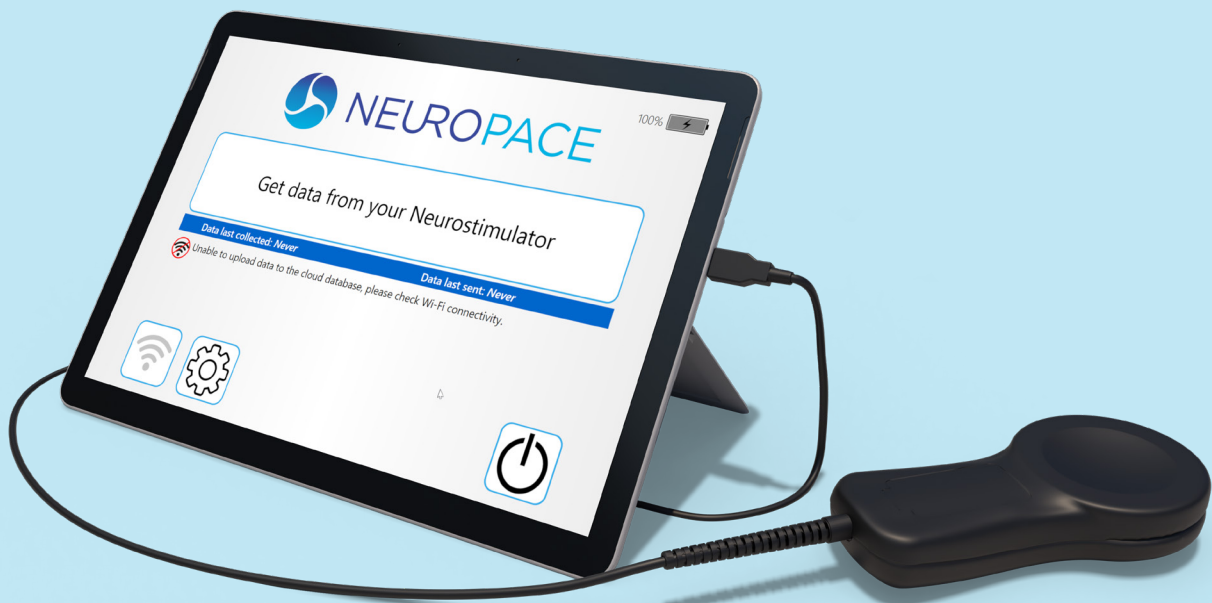 NEUROPACE
100%
Get data from your Neurostimulator
Data last collected: Never Data last sent: Never
Unable to upload data to the cloud database, please check Wi-Fi connectivity.